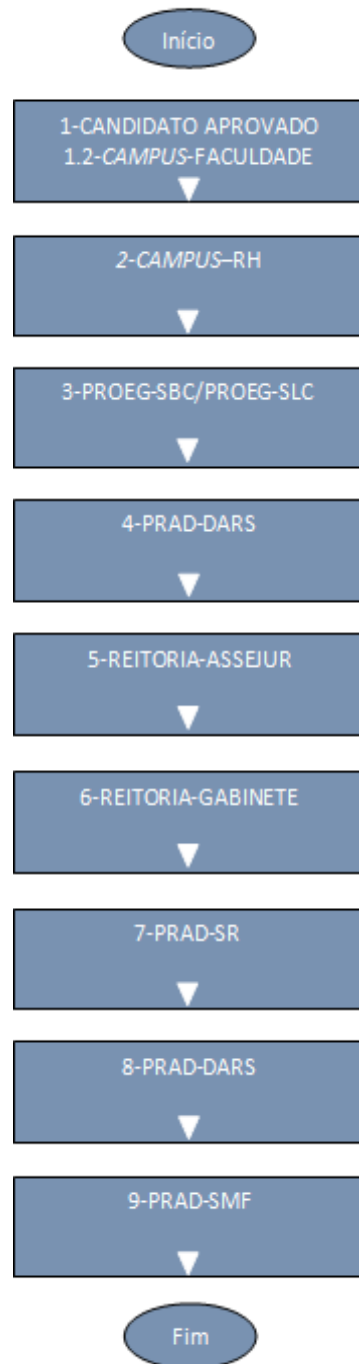 Início
1-CANDIDATO APROVADO
1.2-CAMPUS-FACULDADE
2-CAMPUS–RH
3-PROEG-SBC/PROEG-SLC
4-PRAD-DARS
5-REITORIA-ASSEJUR
6-REITORIA-GABINETE
7-PRAD-SR
8-PRAD-DARS
9-PRAD-SMF
Fim